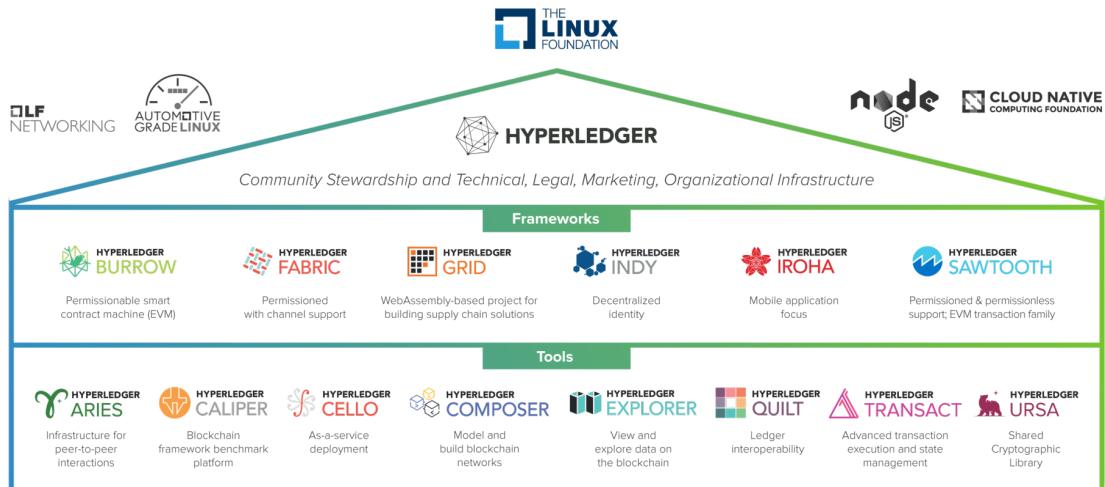 THE
LINUX
FOUNDATION
LF
NETWORKING
AUTOMOTIVE
GRADELINUX
node
JS
CLOUD NATIVE
COMPUTING FOUNDATION
HYPERLEDGER
Community Stewardship and Technical, Legal, Marketing, Organizational Infrastructure
Frameworks
HYPERLEDGER
BURROW
Permissionable smart
contract machine (EVM)
HYPERLEDGER
FABRIC
Permissioned
with channel support
HYPERLEDGER
GRID
WebAssembly-based project for
building supply chain solutions
HYPERLEDGER
INDY
Decentralized
identity
HYPERLEDGER
IROHA
Mobile application
focus
HYPERLEDGER
SAWTOOTH
Permissioned & permissionless
support; EVM transaction family
Tools
HYPERLEDGER
ARIES
Infrastructure for
peer-to-peer
interactions
HYPERLEDGER
CALIPER
Blockchain
framework benchmark
platform
HYPERLEDGER
CELLO
As-a-service
deployment
HYPERLEDGER
COMPOSER
Model and
build blockchain
networks
HYPERLEDGER
EXPLORER
View and
explore data on
the blockchain
HYPERLEDGER
QUILT
Ledger
interoperability
HYPERLEDGER
TRANSACT
Advanced transaction
execution and state
management
HYPERLEDGER
URSA
Shared
Cryptographic
Library